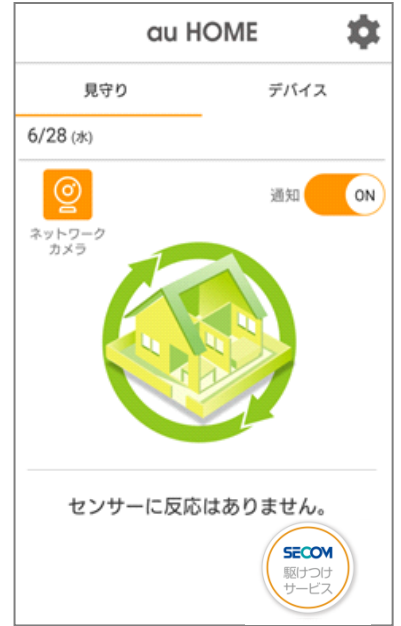 au HOME
見守り
デバイス
6/28 (水)
通知 ON
ネットワーク
カメラ
センサーに反応はありません。
SECOM
駆けつけ
サービス